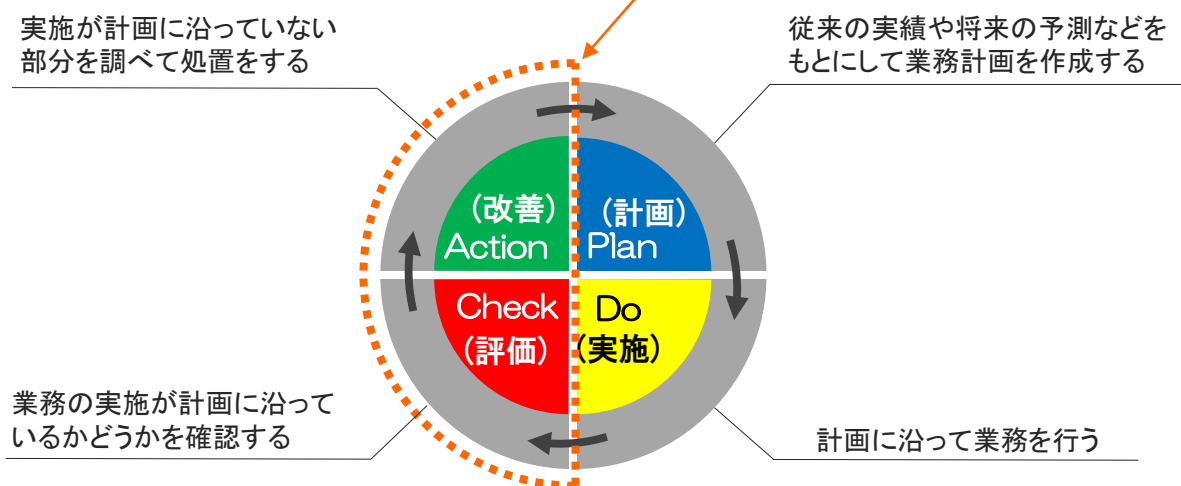 実施が計画に沿っていない
部分を調べて処置をする
従来の実績や将来の予測などを
もとにして業務計画を作成する
(改善)
Action
(計画)
Plan
Check
(評価)
Do
(実施)
業務の実施が計画に沿って
いるかどうかを確認する
計画に沿って業務を行う